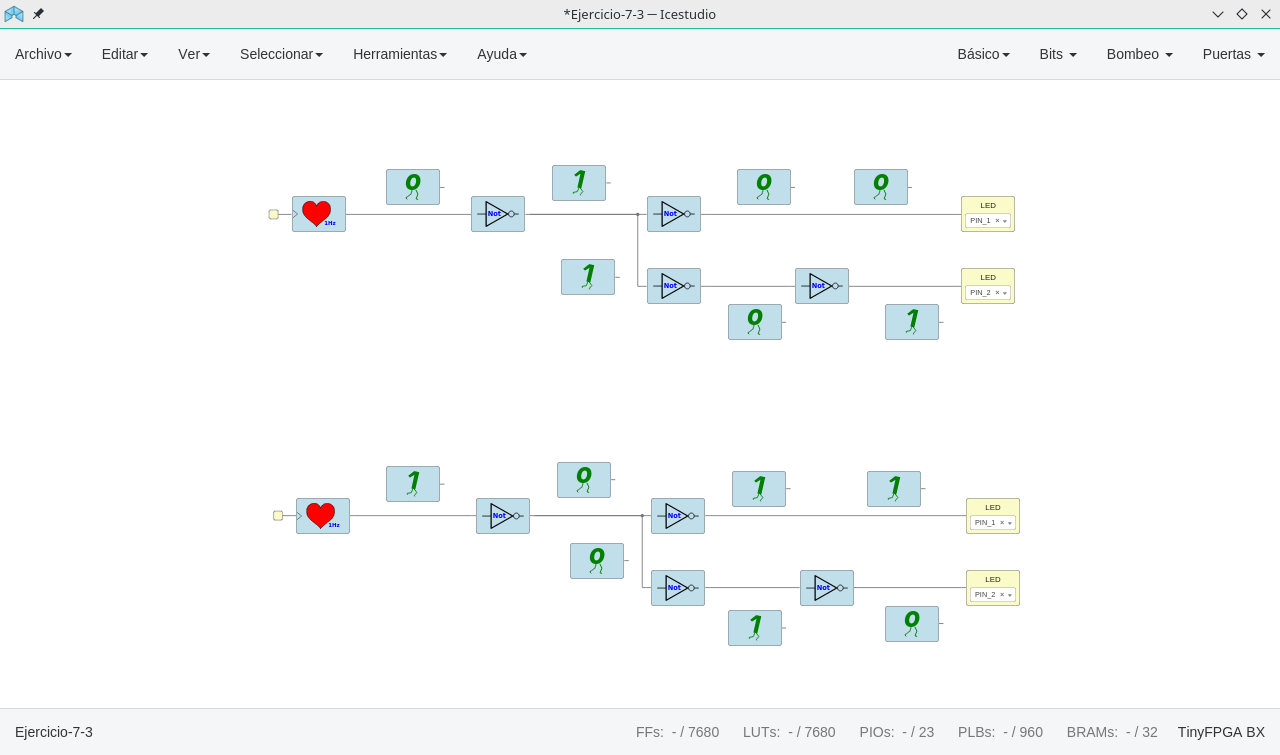 *Ejercicio-7-3 — Icestudio
Archivo Editar Ver Seleccionar Herramientas Ayuda Básico Bits Bombeo Puertas
0 1 0 0
1Hz Not Not LED PIN_1 ×
1
Not Not LED PIN_2 ×
0 1
1 0 1 1
1Hz Not Not LED PIN_1 ×
0
Not Not LED PIN_2 ×
1 0
Ejercicio-7-3 FFs: - / 7680 LUTs: - / 7680 PIOs: - / 23 PLBs: - / 960 BRAMs: - / 32 TinyFPGA BX